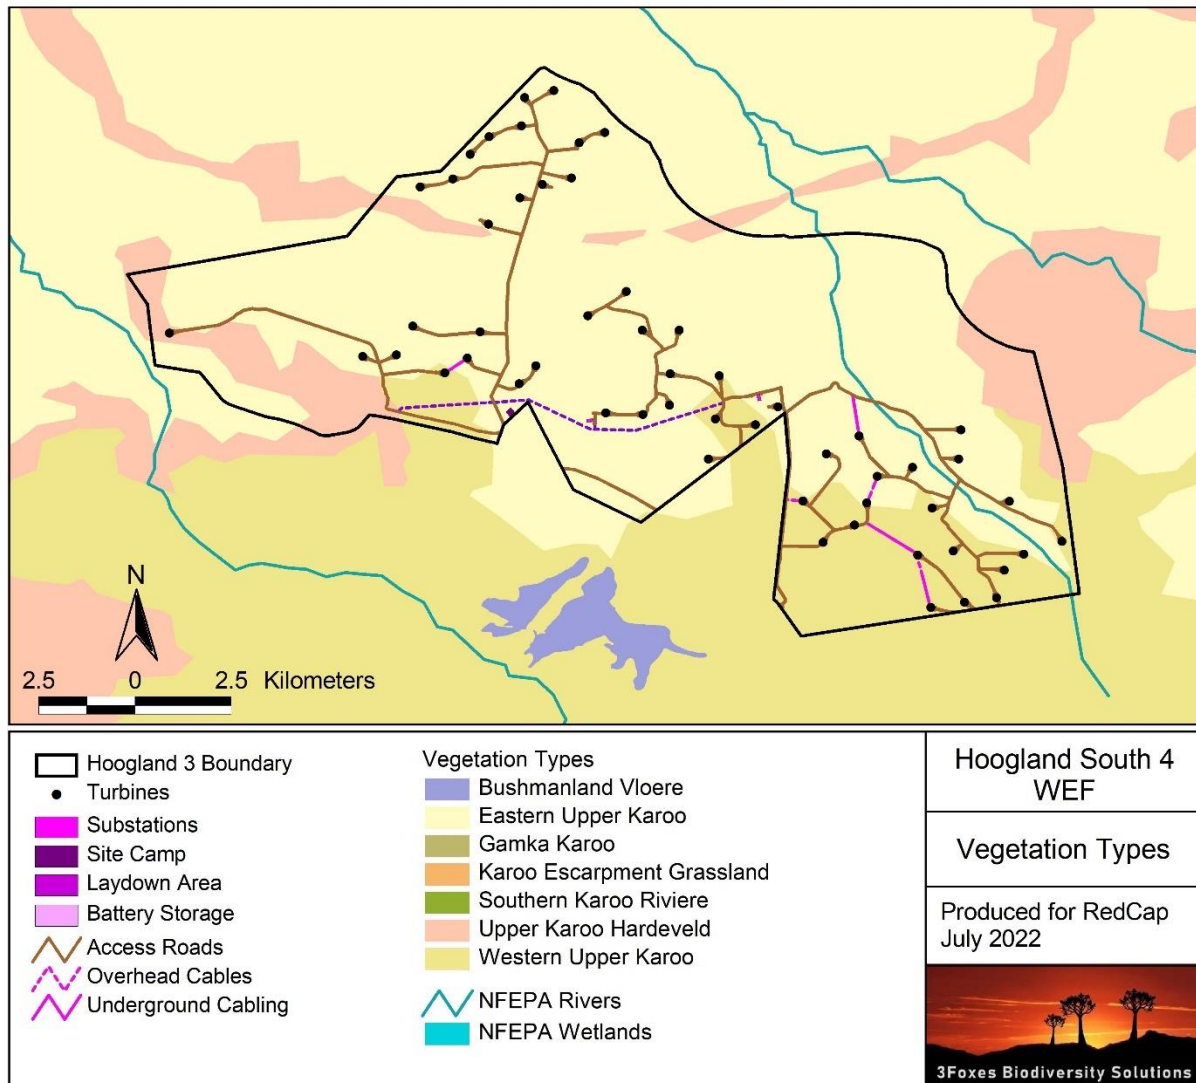 N
2.5 0 2.5 Kilometers
Hoogland 3 Boundary
Turbines
Substations
Site Camp
Laydown Area
Battery Storage
Access Roads
Overhead Cables
Underground Cabling
Vegetation Types
Bushmanland Vloere
Eastern Upper Karoo
Gamka Karoo
Karoo Escarpment Grassland
Southern Karoo Riviere
Upper Karoo Hardeveld
Western Upper Karoo
NFEPA Rivers
NFEPA Wetlands
Hoogland South 4
WEF
Vegetation Types
Produced for RedCap
July 2022
3Foxes Biodiversity Solutions